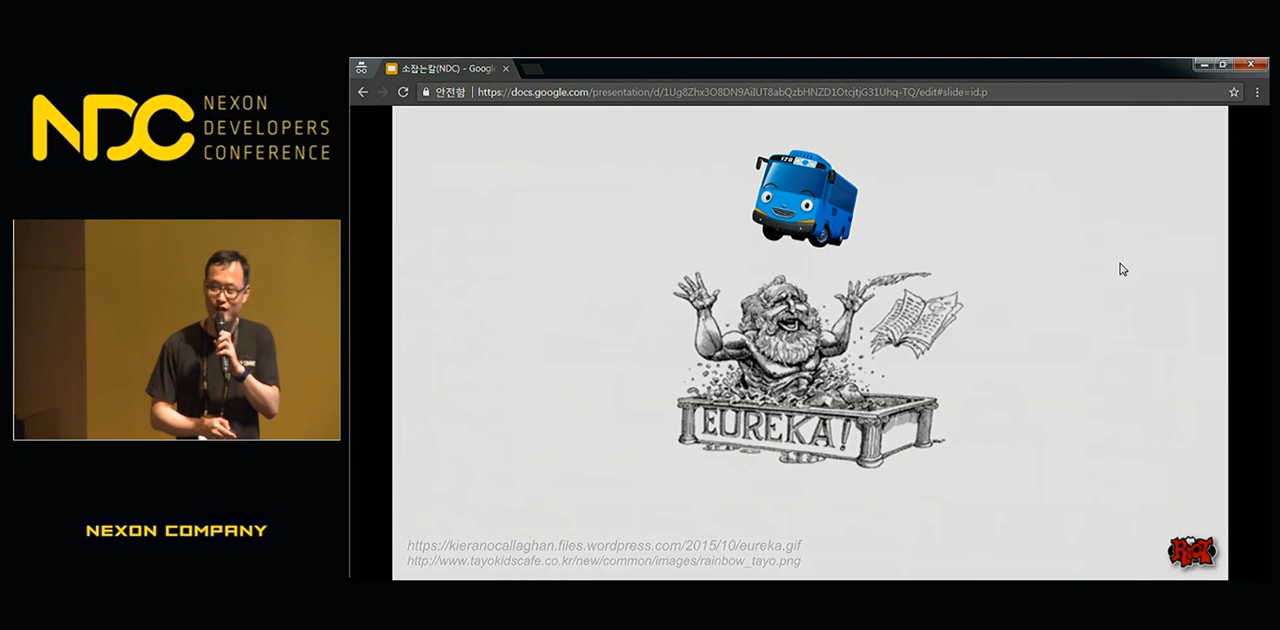 NDC
NEXON
DEVELOPERS
CONFERENCE
NEXON COMPANY
소잡는칼(NDC) - Googl
안전함
https://docs.google.com/presentation/d/1Ug8Zhx3O8DN9AiIUT8abQzbHNZD1OtcjtjG31Uhq-TQ/edit#slide=id.p
120
EUREKA!
https://kieranocallaghan.files.wordpress.com/2015/10/eureka.gif
http://www.tayokidscafe.co.kr/new/common/images/rainbow_tayo.png
RIOT